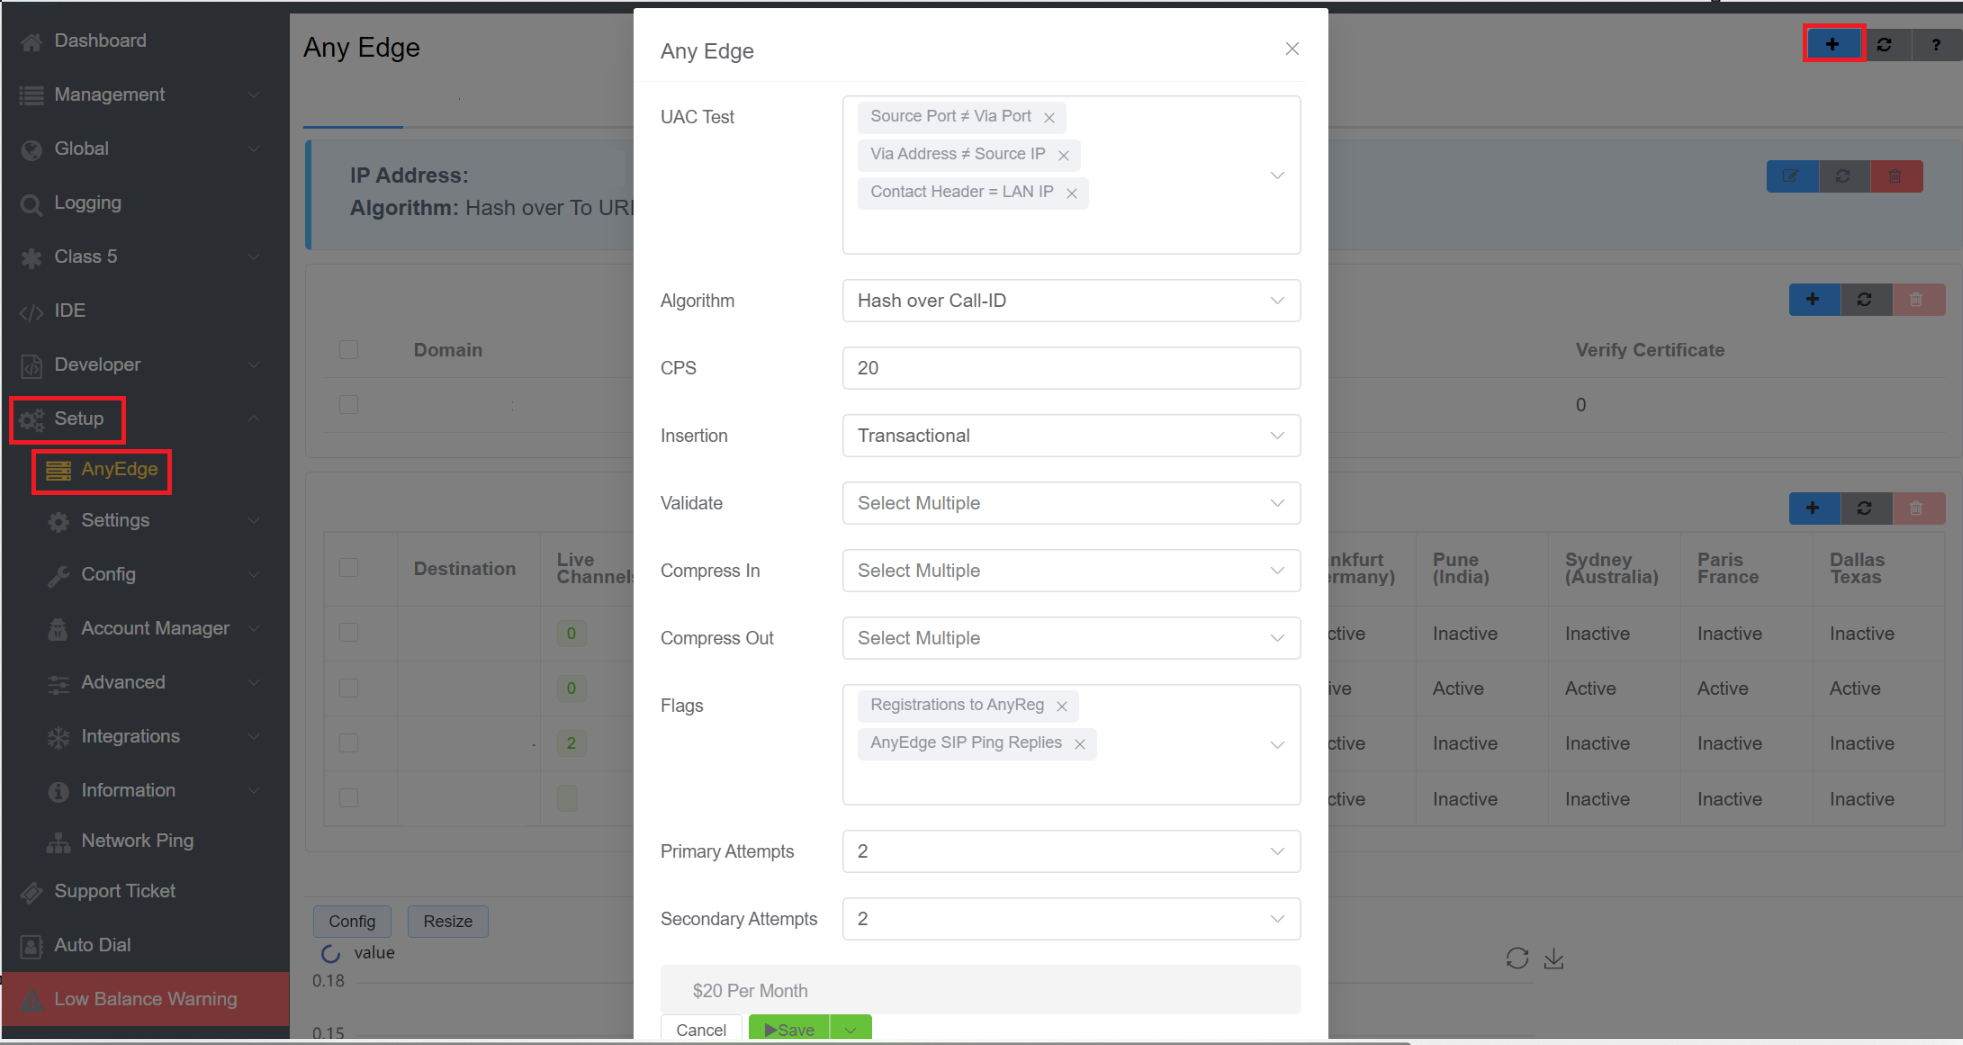 Dashboard
Management
Global
Logging
Class 5
IDE
Developer
Setup
AnyEdge
Settings
Config
Account Manager
Advanced
Integrations
Information
Network Ping
Support Ticket
Auto Dial
Low Balance Warning
Any Edge
?
IP Address:
Algorithm: Hash over To URI
Domain
Verify Certificate
0
Destination
Live
Channels
nkfurt
rmany)
Pune
(India)
Sydney
(Australia)
Paris
France
Dallas
Texas
0
ctive
Inactive
Inactive
Inactive
Inactive
0
ive
Active
Active
Active
Active
2
ctive
Inactive
Inactive
Inactive
Inactive
ctive
Inactive
Inactive
Inactive
Inactive
Config
Resize
value
0.18
0.15
Any Edge
UAC Test
Source Port ≠ Via Port
Via Address ≠ Source IP
Contact Header = LAN IP
Algorithm
Hash over Call-ID
CPS
20
Insertion
Transactional
Validate
Select Multiple
Compress In
Select Multiple
Compress Out
Select Multiple
Flags
Registrations to AnyReg
AnyEdge SIP Ping Replies
Primary Attempts
2
Secondary Attempts
2
$20 Per Month
Cancel
Save